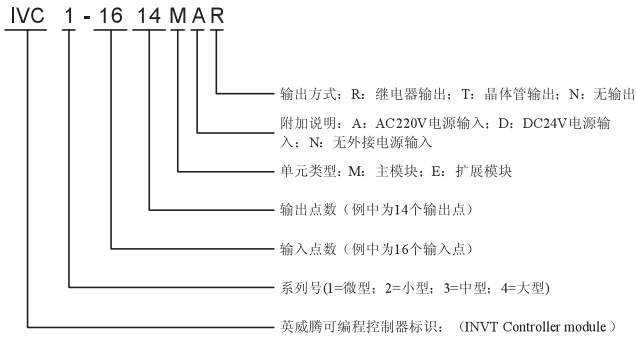 IVC 1 - 16 14 M A R
输出方式：R：继电器输出；T：晶体管输出；N：无输出
附加说明：A：AC220V电源输入；D：DC24V电源输
入；N：无外接电源输入
单元类型：M：主模块；E：扩展模块
输出点数（例中为14个输出点）
输入点数（例中为16个输入点）
系列号(1=微型；2=小型；3=中型；4=大型)
英威腾可编程控制器标识：（INVT Controller module）